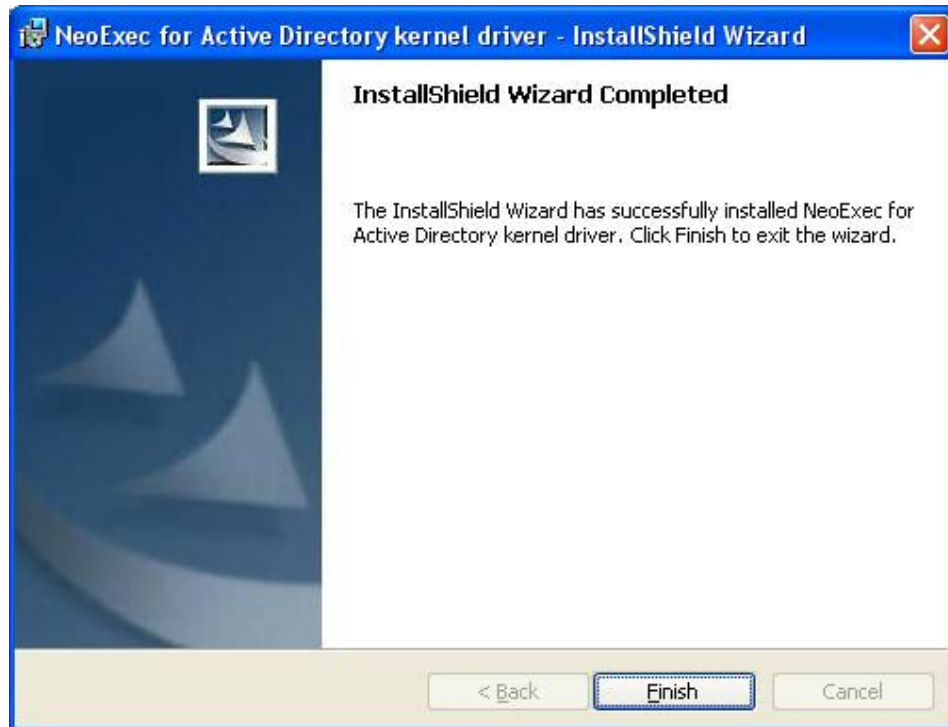 NeoExec for Active Directory kernel driver - InstallShield Wizard
InstallShield Wizard Completed
The InstallShield Wizard has successfully installed NeoExec for
Active Directory kernel driver. Click Finish to exit the wizard.
< Back
Finish
Cancel